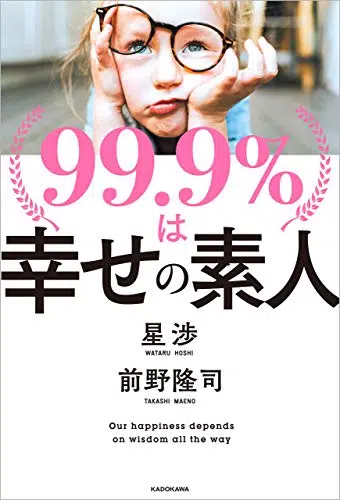 99.9%
は
幸せの素人
星 渉
WATARU HOSHI
前野隆司
TAKASHI MAENO
Our happiness depends
on wisdom all the way
KADOKAWA